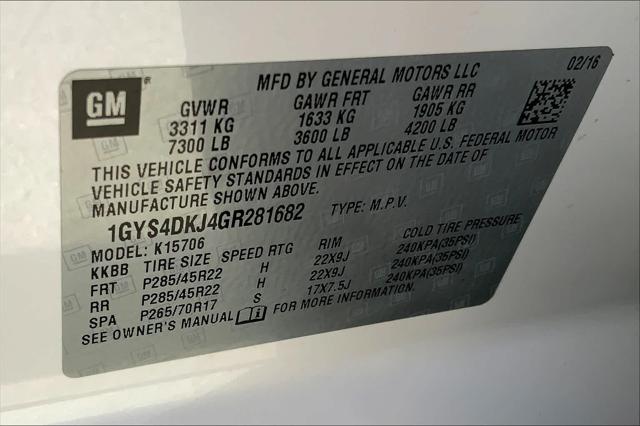 GM ®
MFD BY GENERAL MOTORS LLC 02/16
GVWR GAWR FRT GAWR RR
3311 KG 1633 KG 1905 KG
7300 LB 3600 LB 4200 LB
THIS VEHICLE CONFORMS TO ALL APPLICABLE U.S. FEDERAL MOTOR
VEHICLE SAFETY STANDARDS IN EFFECT ON THE DATE OF
MANUFACTURE SHOWN ABOVE.
1GYS4DKJ4GR281682 TYPE: M.P.V.
MODEL: K15706
KKBB TIRE SIZE SPEED RTG RIM COLD TIRE PRESSURE
FRT P285/45R22 H 22X9J 240KPA(35PSI)
RR P285/45R22 H 22X9J 240KPA(35PSI)
SPA P265/70R17 S 17X7.5J 240KPA(35PSI)
SEE OWNER'S MANUAL FOR MORE INFORMATION.